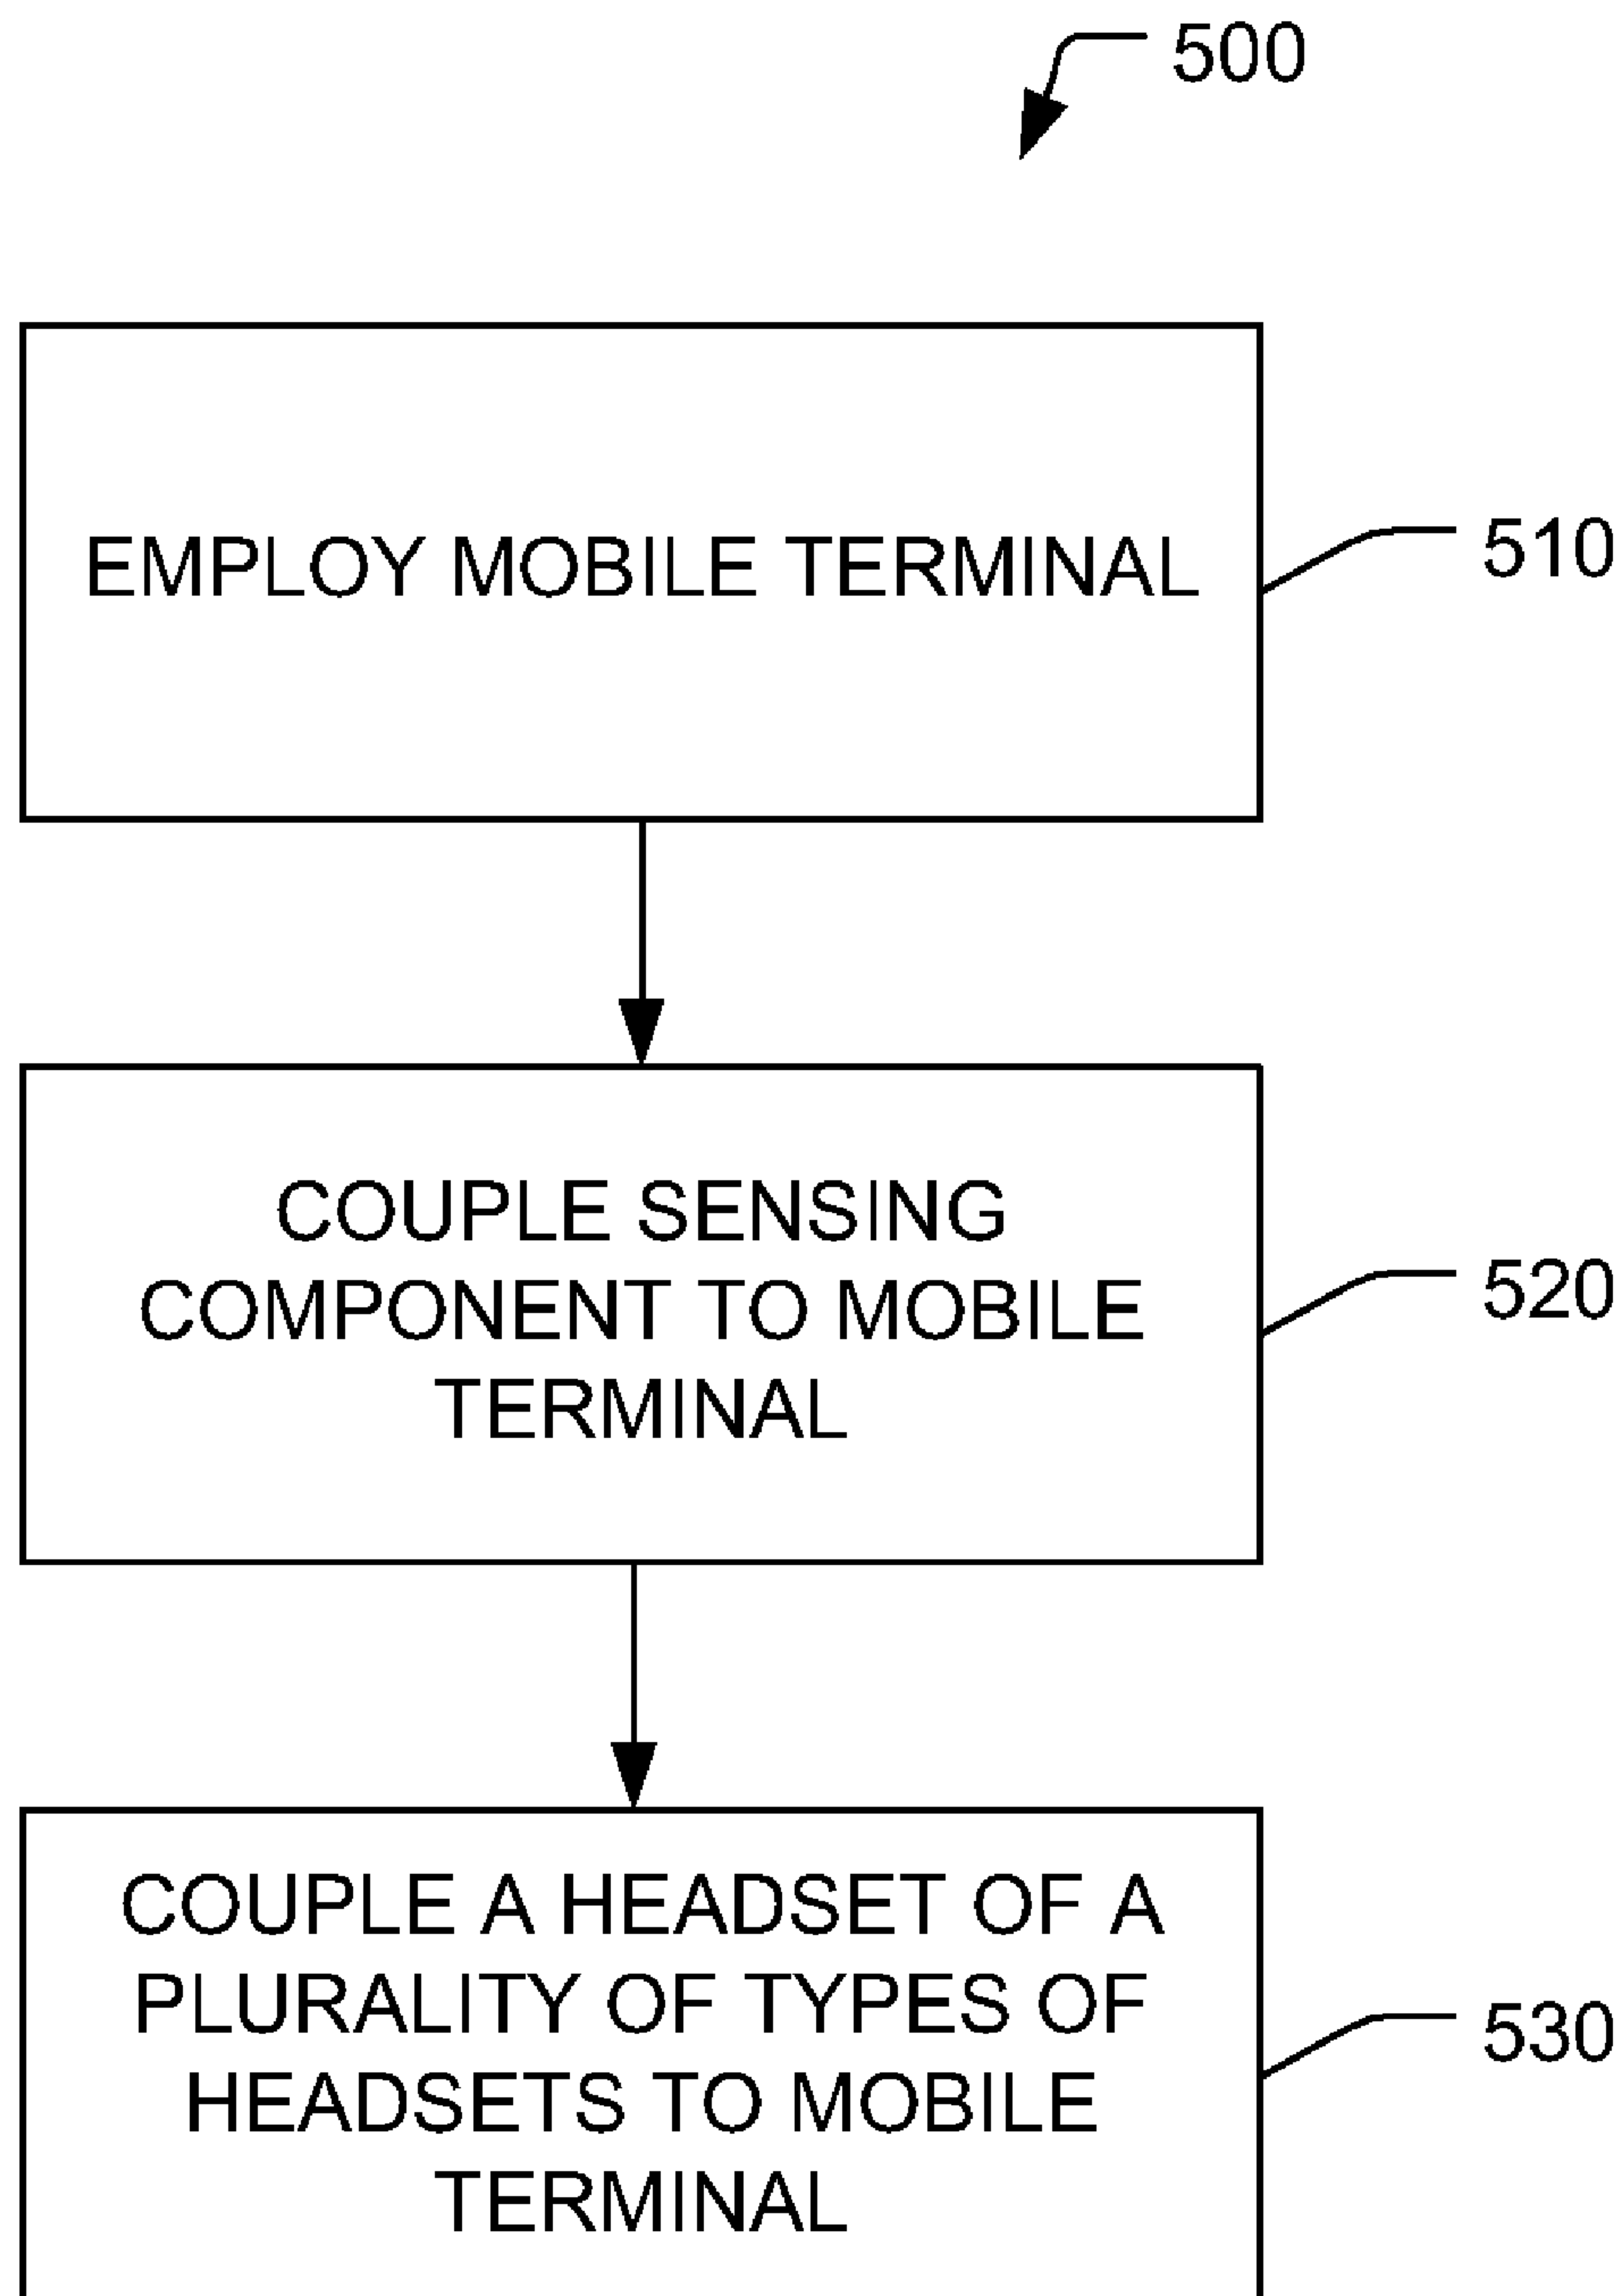 500
EMPLOY MOBILE TERMINAL
510
COUPLE SENSING
COMPONENT TO MOBILE
TERMINAL
520
COUPLE A HEADSET OF A
PLURALITY OF TYPES OF
HEADSETS TO MOBILE
TERMINAL
530